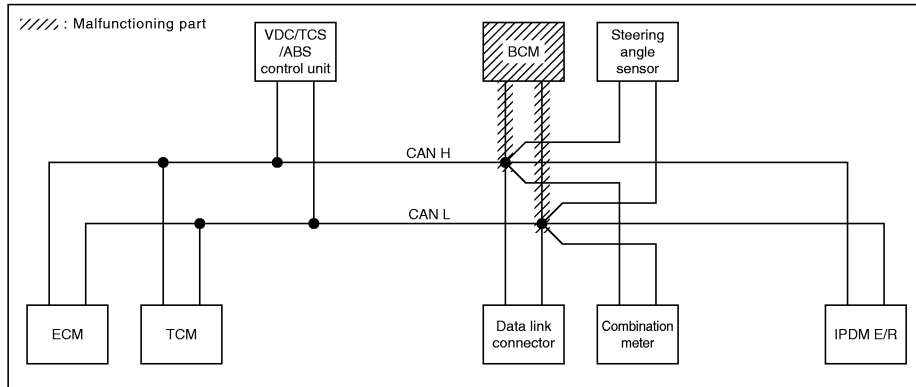 : Malfunctioning part
VDC/TCS
/ABS
control unit
BCM
Steering
angle
sensor
CAN H
CAN L
ECM
TCM
Data link
connector
Combination
meter
IPDM E/R